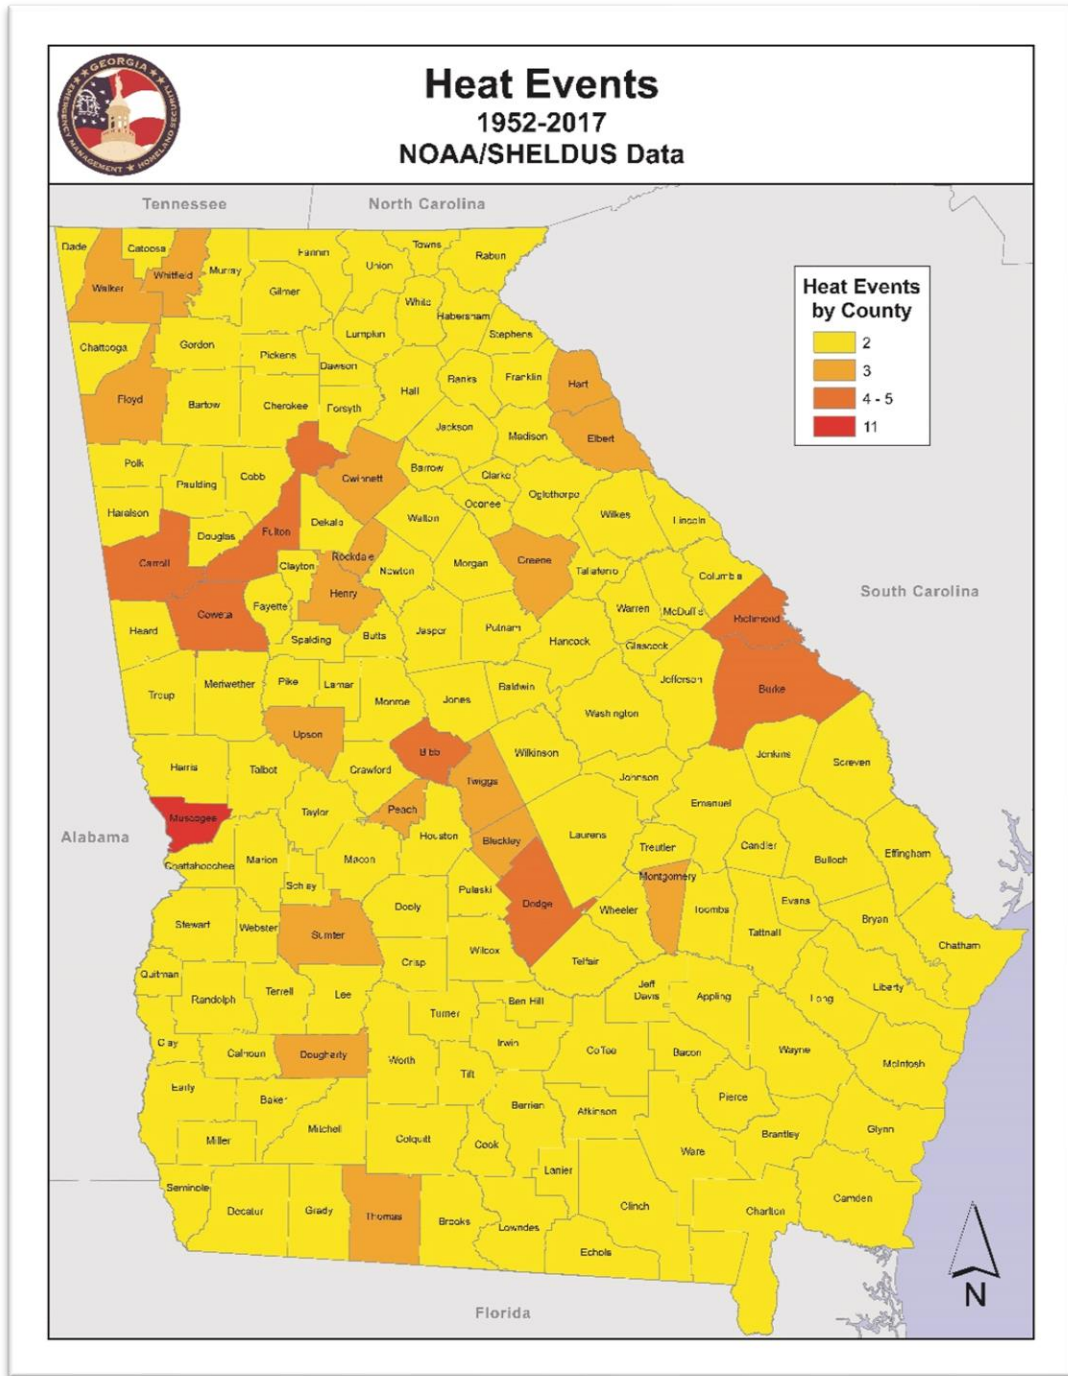 GEORGIA
EMERGENCY MANAGEMENT
HOMELAND SECURITY
Heat Events
1952-2017
NOAA/SHELDUS Data
Tennessee
North Carolina
Dade
Catoosa
Fannin
Towns
Rabun
Union
Whitfield
Murray
Walker
Gilmer
White
Habersham
Stephens
Lumpkin
Chattooga
Gordon
Pickens
Dawson
Hall
Banks
Franklin
Hart
Floyd
Bartow
Cherokee
Forsyth
Jackson
Madison
Elbert
Polk
Paulding
Cobb
Gwinnett
Barrow
Clarke
Oconee
Oglethorpe
Wilkes
Lincoln
Haralson
Douglas
Fulton
Dekalb
Walton
Carroll
Clayton
Rockdale
Newton
Morgan
Greene
Taliaferro
Columbia
Coweta
Fayette
Henry
Warren
McDuffie
Richmond
Heard
Spalding
Butts
Jasper
Putnam
Hancock
Glascock
Jefferson
Burke
Troup
Meriwether
Pike
Lamar
Monroe
Jones
Baldwin
Washington
Upson
Bibb
Wilkinson
Jenkins
Screven
Harris
Talbot
Crawford
Twiggs
Johnson
Emanuel
Muscogee
Taylor
Peach
Houston
Bleckley
Laurens
Treutlen
Candler
Bulloch
Effingham
Chattahoochee
Marion
Macon
Schley
Pulaski
Montgomery
Dodge
Wheeler
Toombs
Evans
Tattnall
Bryan
Stewart
Webster
Sumter
Dooly
Wilcox
Telfair
Chatham
Crisp
Quitman
Randolph
Terrell
Lee
Turner
Ben Hill
Jeff
Davis
Appling
Long
Liberty
Clay
Calhoun
Dougherty
Worth
Irwin
Coffee
Bacon
Wayne
McIntosh
Early
Baker
Tift
Berrien
Atkinson
Pierce
Miller
Mitchell
Colquitt
Cook
Brantley
Glynn
Ware
Lanier
Seminole
Decatur
Grady
Thomas
Brooks
Lowndes
Clinch
Echols
Charlton
Camden
Heat Events
by County
2
3
4 - 5
11
South Carolina
Alabama
Florida
N